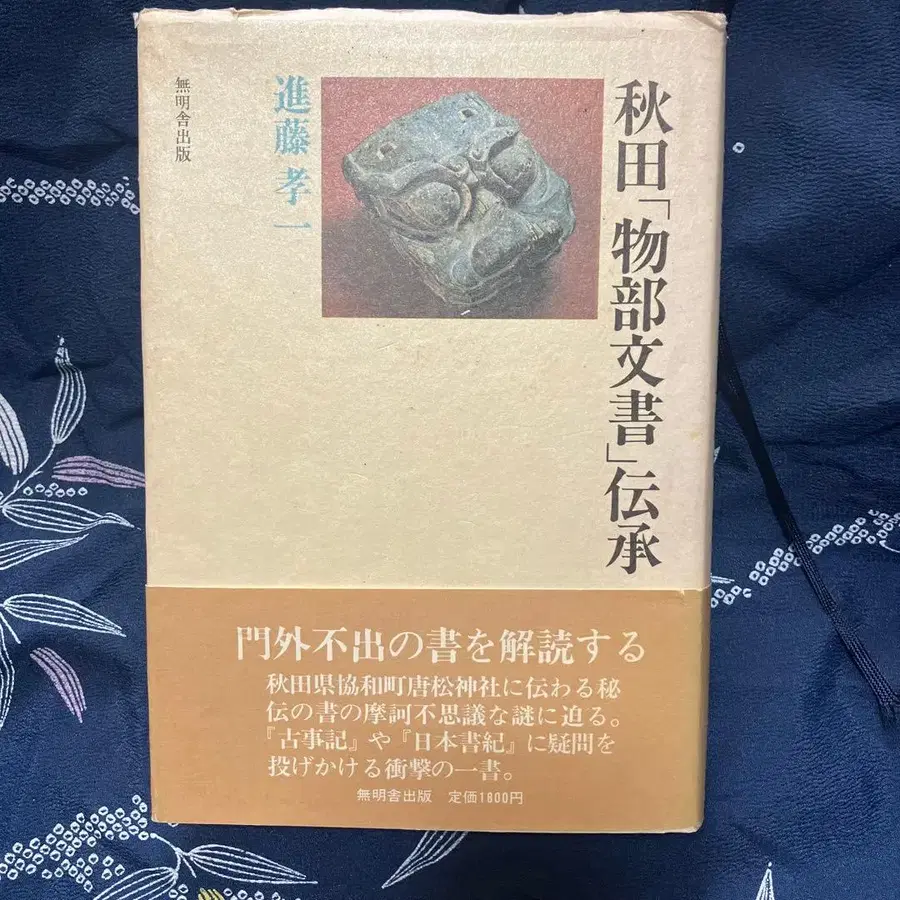 秋田「物部文書」伝承
進藤孝一
無明舎出版
門外不出の書を解読する
秋田県協和町唐松神社に伝わる秘
伝の書の摩訶不思議な謎に迫る。
『古事記』や『日本書紀』に疑問を
投げかける衝撃の一書。
無明舎出版 定価1800円